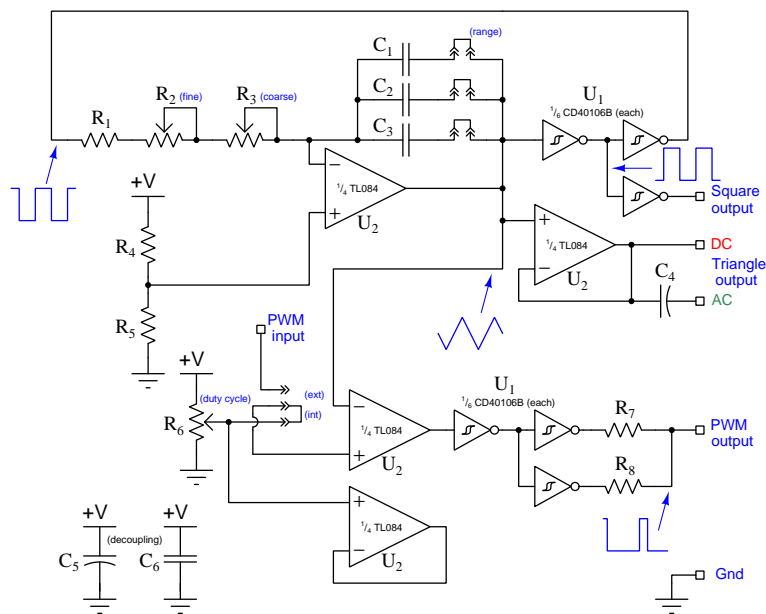 C1
(range)
R2 (fine)
R3 (coarse)
C2
U1
1/6 CD40106B (each)
R1
C3
1/4 TL084
U2
+V
Square
output
R4
1/4 TL084
U2
DC
Triangle
output
C4
AC
R5
PWM
input
+V
(duty cycle)
(ext)
(int)
R6
1/4 TL084
U2
U1
1/6 CD40106B (each)
R7
R8
PWM
output
1/4 TL084
U2
+V
(decoupling)
C5
+V
C6
Gnd